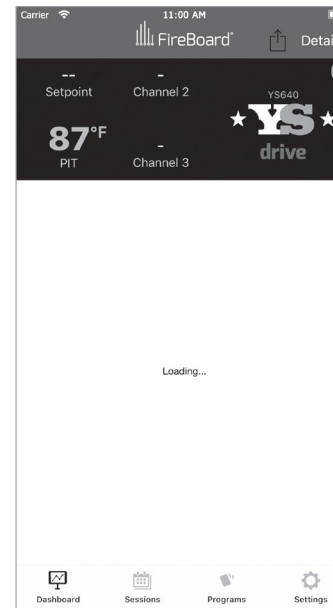 Carrier 11:00 AM
FireBoard
Detai
--
Setpoint
-
Channel 2
87°F
PIT
-
Channel 3
YS640
YS
drive
Loading...
Dashboard Sessions Programs Settings